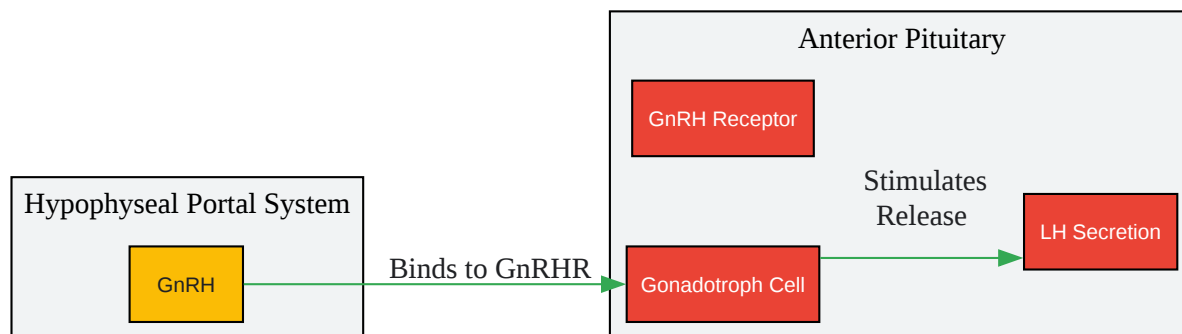 Anterior Pituitary
GnRH Receptor
Stimulates
Release
Hypophyseal Portal System
LH Secretion
GnRH
Binds to GnRHR
Gonadotroph Cell